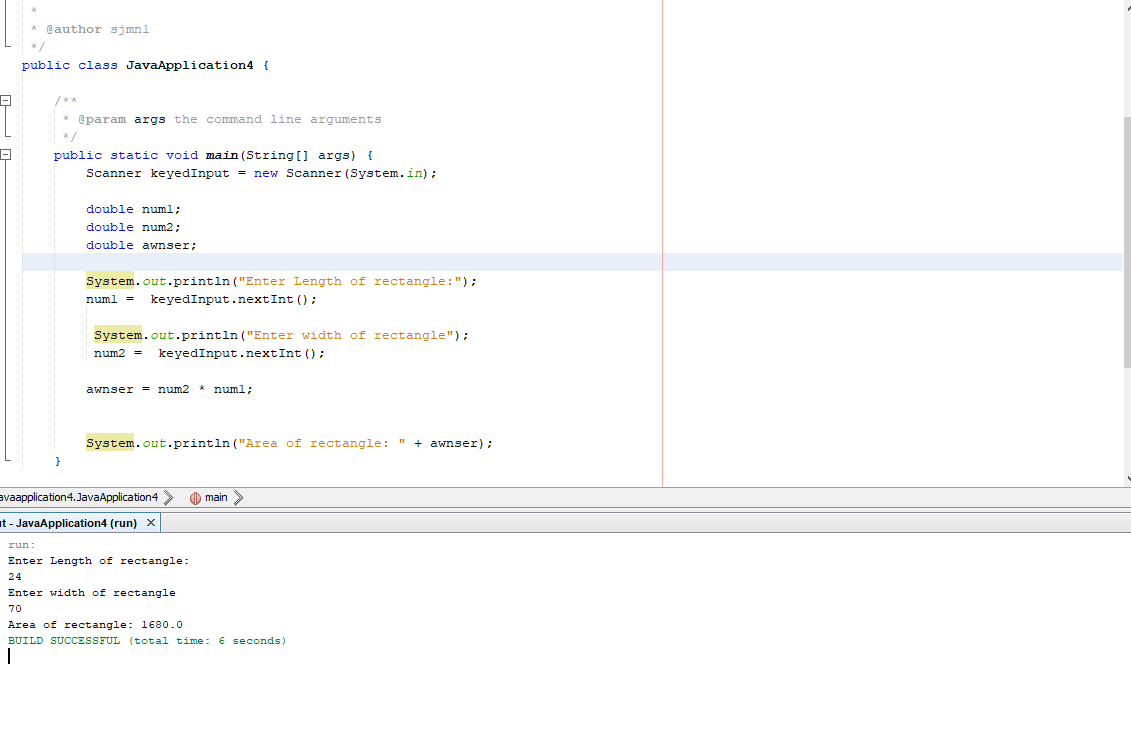 *
* @author sjmnl
*/
public class JavaApplication4 {
/**
* @param args the command line arguments
*/
public static void main(String[] args) {
Scanner keyedInput = new Scanner(System.in);
double num1;
double num2;
double awnser;
System.out.println("Enter Length of rectangle:");
num1 =  keyedInput.nextInt();
System.out.println("Enter width of rectangle");
num2 =  keyedInput.nextInt();
awnser = num2 * num1;
System.out.println("Area of rectangle: " + awnser);
}
avaapplication4.JavaApplication4 main
ut - JavaApplication4 (run) ×
run:
Enter Length of rectangle:
24
Enter width of rectangle
70
Area of rectangle: 1680.0
BUILD SUCCESSFUL (total time: 6 seconds)